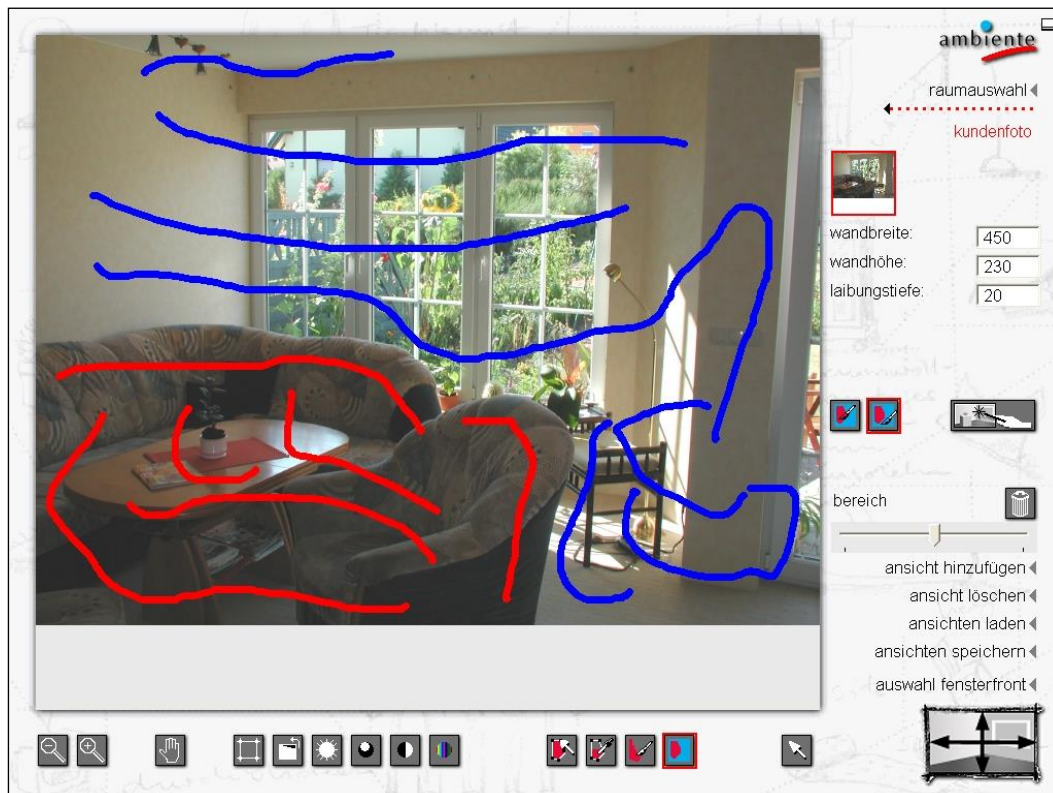 ambiente
raumauswahl
kundenfoto
wandbreite: 450
wandhöhe: 230
laibungstiefe: 20
bereich
ansicht hinzufügen
ansicht löschen
ansichten laden
ansichten speichern
auswahl fensterfront